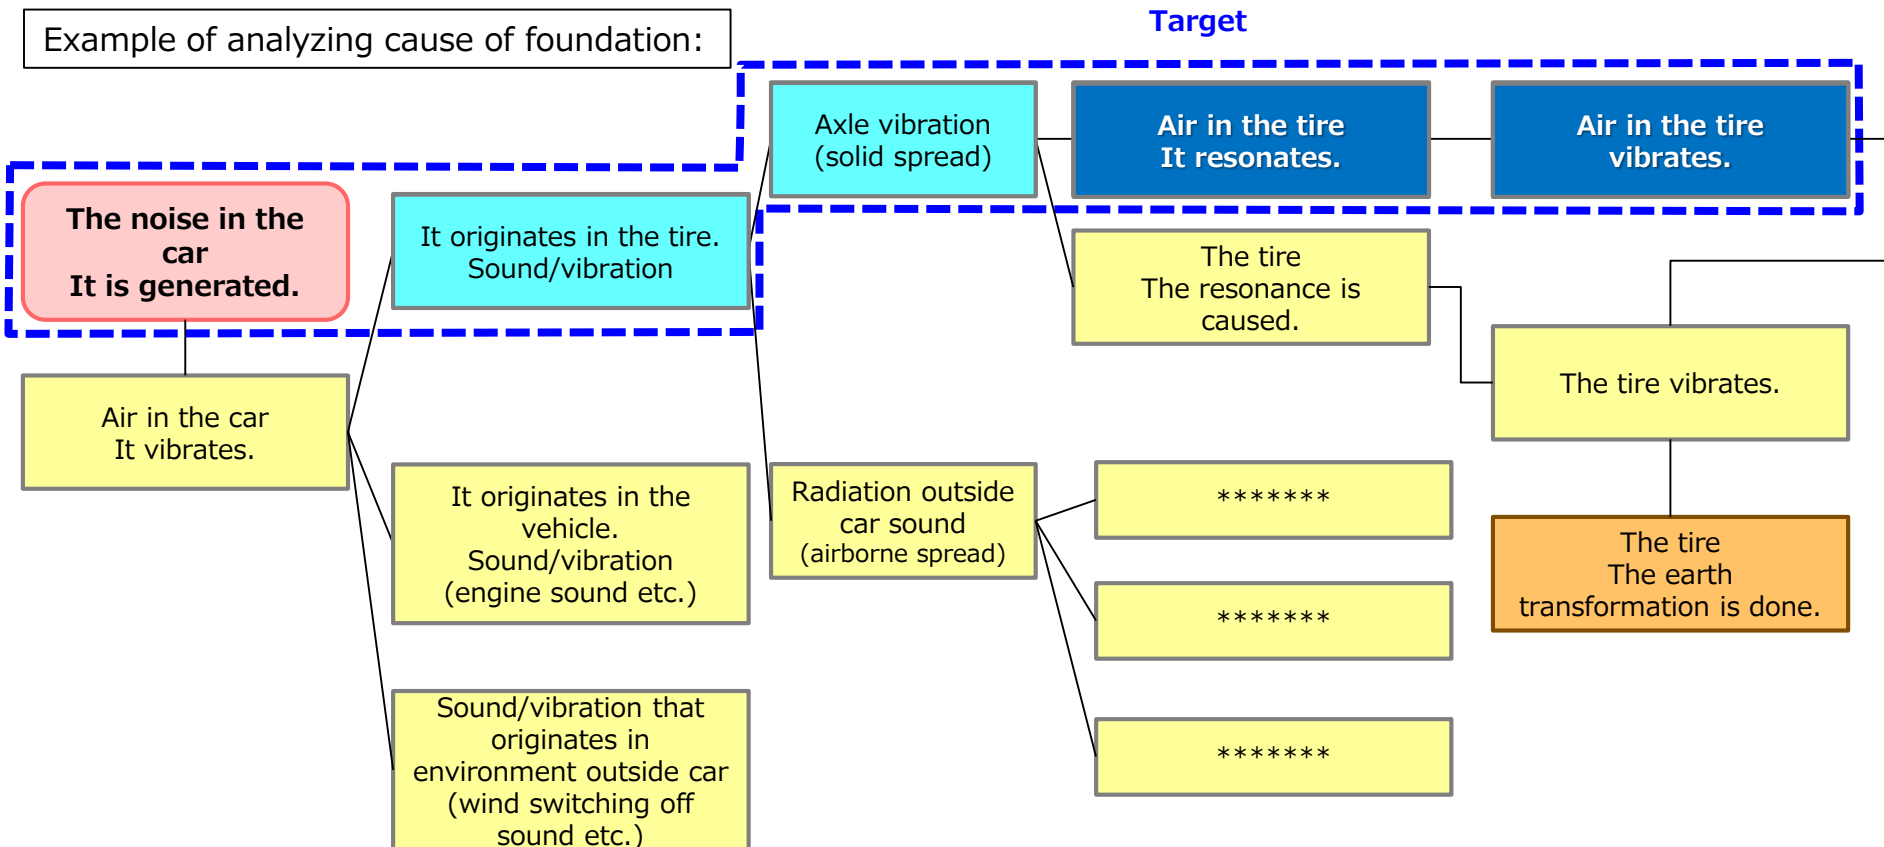 Example of analyzing cause of foundation:
Target
Axle vibration
(solid spread)
Air in the tire
It resonates.
Air in the tire
vibrates.
The noise in the
car
It is generated.
It originates in the tire.
Sound/vibration
The tire
The resonance is
caused.
Air in the car
It vibrates.
The tire vibrates.
It originates in the
vehicle.
Sound/vibration
(engine sound etc.)
Radiation outside
car sound
(airborne spread)
*******
*******
*******
The tire
The earth
transformation is done.
Sound/vibration that
originates in
environment outside car
(wind switching off
sound etc.)